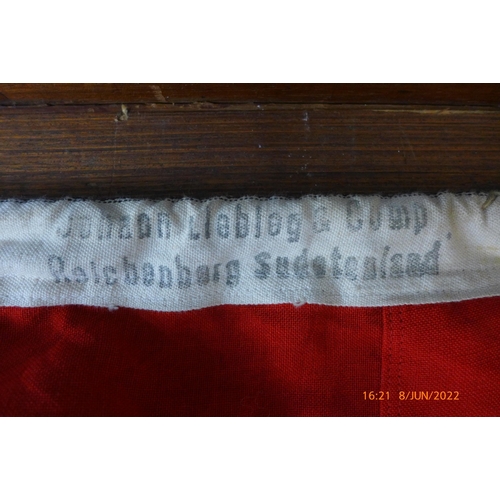 Johann Liebieg & Comp.
Reichenberg Sudetenland
16:21 8/JUN/2022